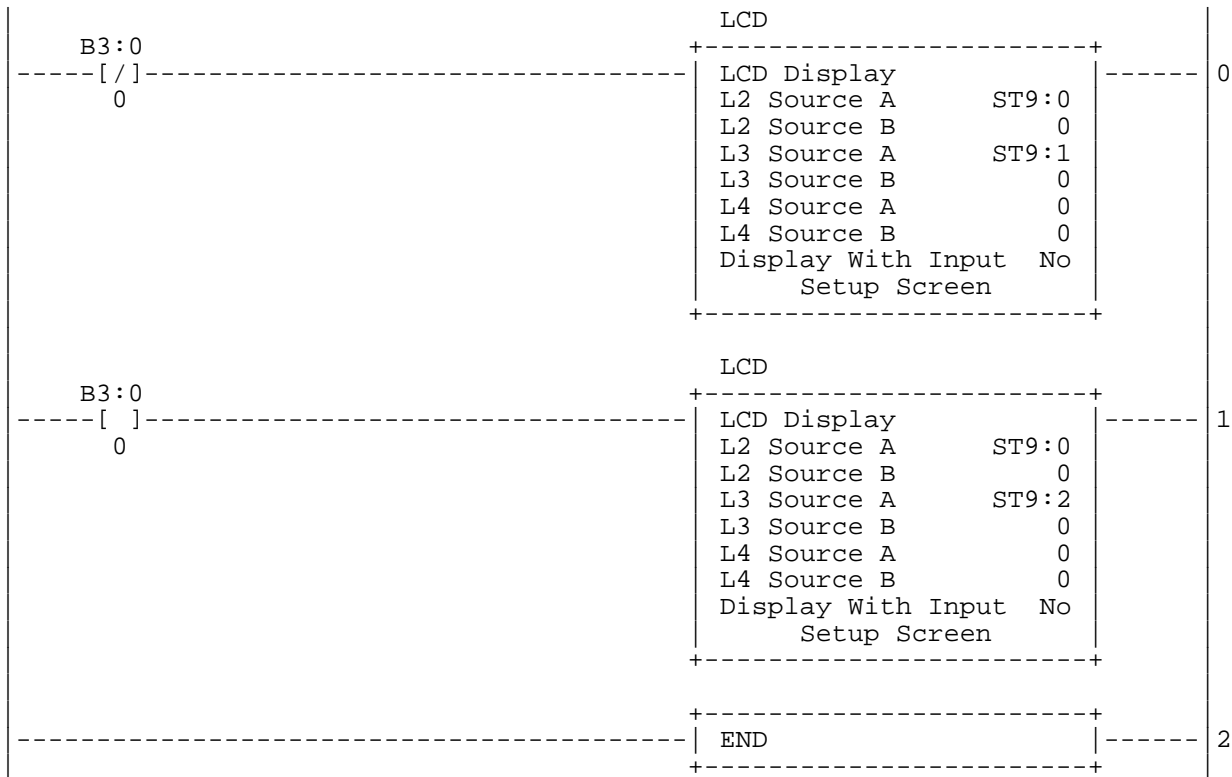 LCD
B3:0 +------------------------+
-----[/]----------------------------------| LCD Display |------|0
0 L2 Source A ST9:0
L2 Source B 0
L3 Source A ST9:1
L3 Source B 0
L4 Source A 0
L4 Source B 0
Display With Input No
Setup Screen
+------------------------+
LCD
B3:0 +------------------------+
-----[ ]----------------------------------| LCD Display |------|1
0 L2 Source A ST9:0
L2 Source B 0
L3 Source A ST9:2
L3 Source B 0
L4 Source A 0
L4 Source B 0
Display With Input No
Setup Screen
+------------------------+
+------------------------+
------------------------------------------| END |------|2
+------------------------+